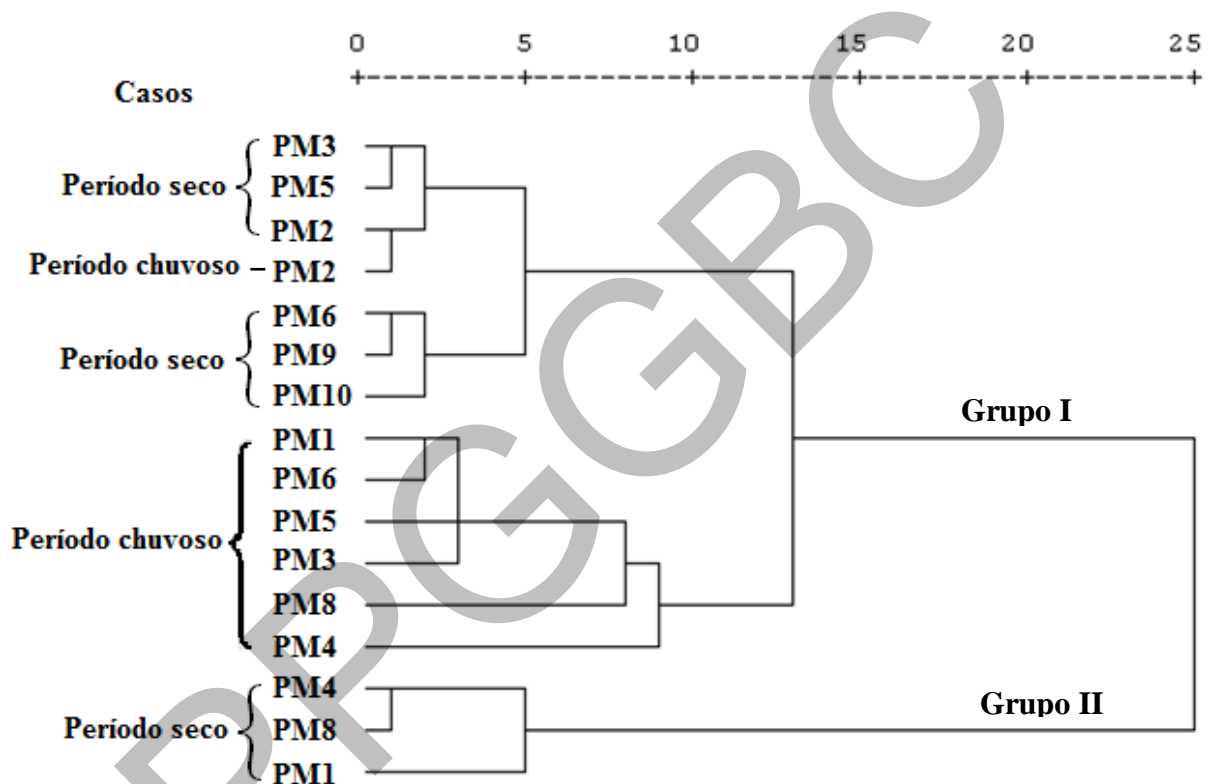 0 5 10 15 20 25
Casos
PM3
Período seco PM5
PM2
Período chuvoso – PM2
PM6
Período seco PM9
PM10
PM1
PM6
Período chuvoso PM5
PM3
PM8
PM4
PM4
Período seco PM8
PM1
Grupo I
Grupo II
PPGGBC